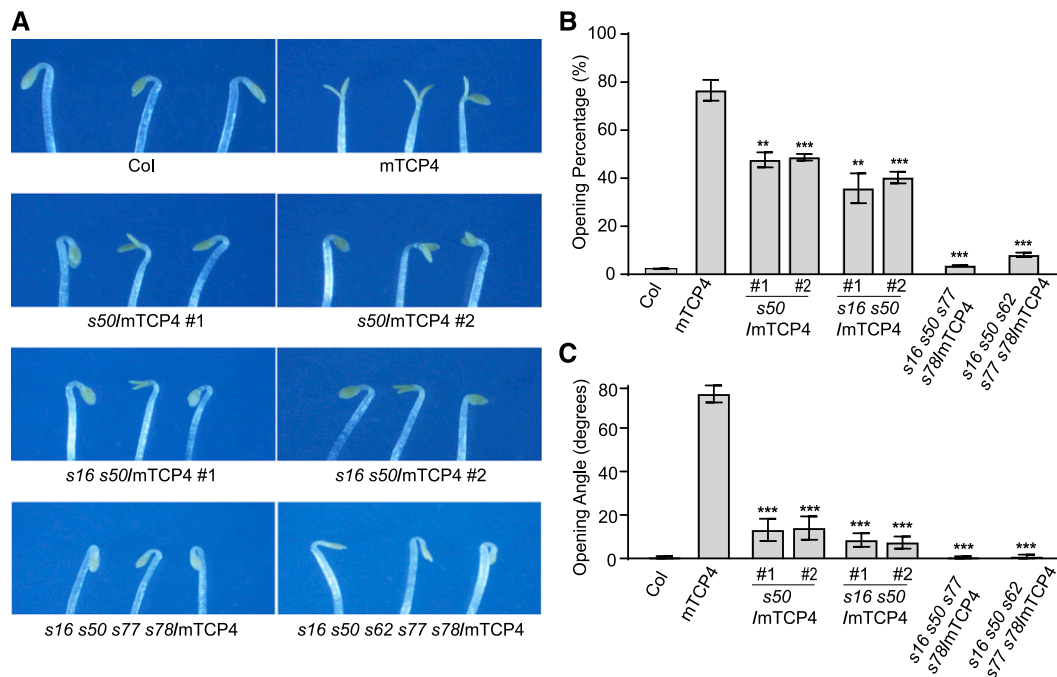 A
Col
mTCP4
s50/mTCP4 #1
s50/mTCP4 #2
s16 s50/mTCP4 #1
s16 s50/mTCP4 #2
s16 s50 s77 s78/mTCP4
s16 s50 s62 s77 s78/mTCP4
B
Opening Percentage (%)
100
80
60
40
20
0
**
***
**
***
***
***
Col
mTCP4
#1
#2
s50
/mTCP4
#1
#2
s16 s50
/mTCP4
s16 s50 s77
s78/mTCP4
s16 s50 s62
s77 s78/mTCP4
C
Opening Angle (degrees)
80
60
40
20
0
***
***
***
***
***
***
Col
mTCP4
#1
#2
s50
/mTCP4
#1
#2
s16 s50
/mTCP4
s16 s50 s77
s78/mTCP4
s16 s50 s62
s77 s78/mTCP4